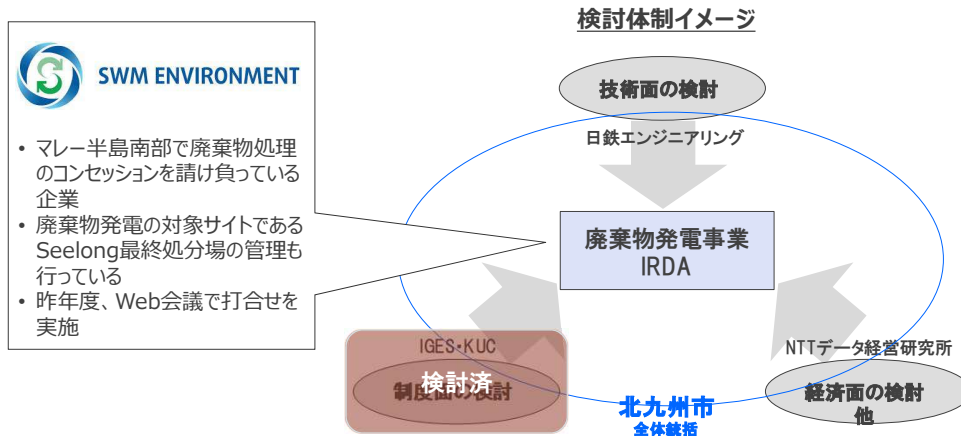 検討体制イメージ
SWM ENVIRONMENT
• マレー半島南部で廃棄物処理
のコンセッションを請け負っている
企業
• 廃棄物発電の対象サイトである
Seelong最終処分場の管理も
行っている
• 昨年度、Web会議で打合せを
実施
技術面の検討
日鉄エンジニアリング
廃棄物発電事業
IRDA
IGES・KUC
制度面の検討
検討済
NTTデータ経営研究所
経済面の検討
他
北九州市
全体統括